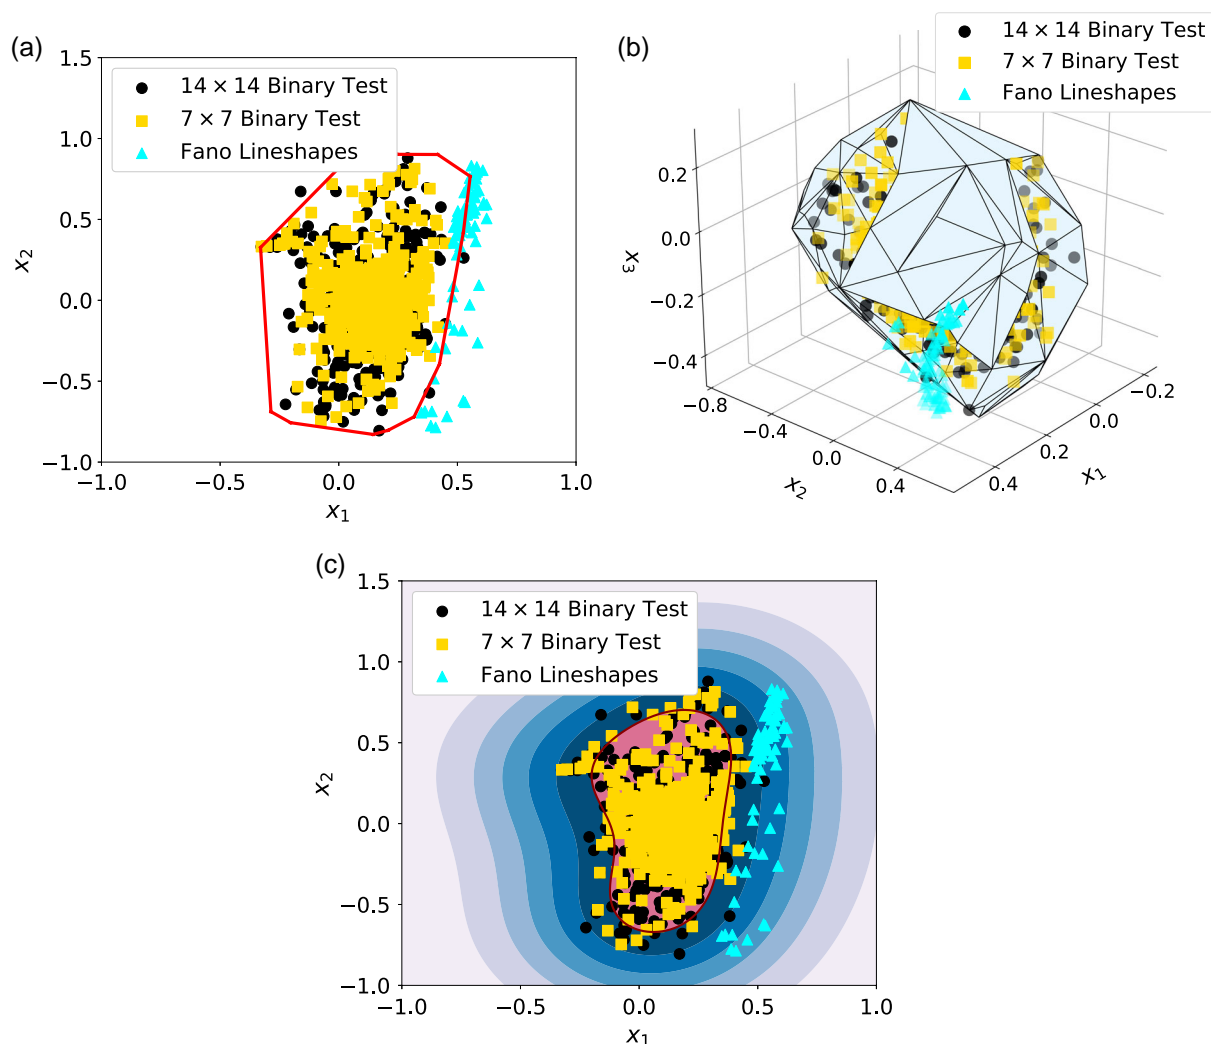 (a)
14 × 14 Binary Test
7 × 7 Binary Test
Fano Lineshapes
1.5
1.0
0.5
0.0
−0.5
−1.0
x2
−1.0
−0.5
0.0
0.5
1.0
x1
(b)
14 × 14 Binary Test
7 × 7 Binary Test
Fano Lineshapes
0.2
0.0
−0.2
−0.4
x3
−0.8
−0.4
0.0
0.4
x2
−0.2
0.0
0.2
0.4
x1
(c)
14 × 14 Binary Test
7 × 7 Binary Test
Fano Lineshapes
1.5
1.0
0.5
0.0
−0.5
−1.0
x2
−1.0
−0.5
0.0
0.5
1.0
x1